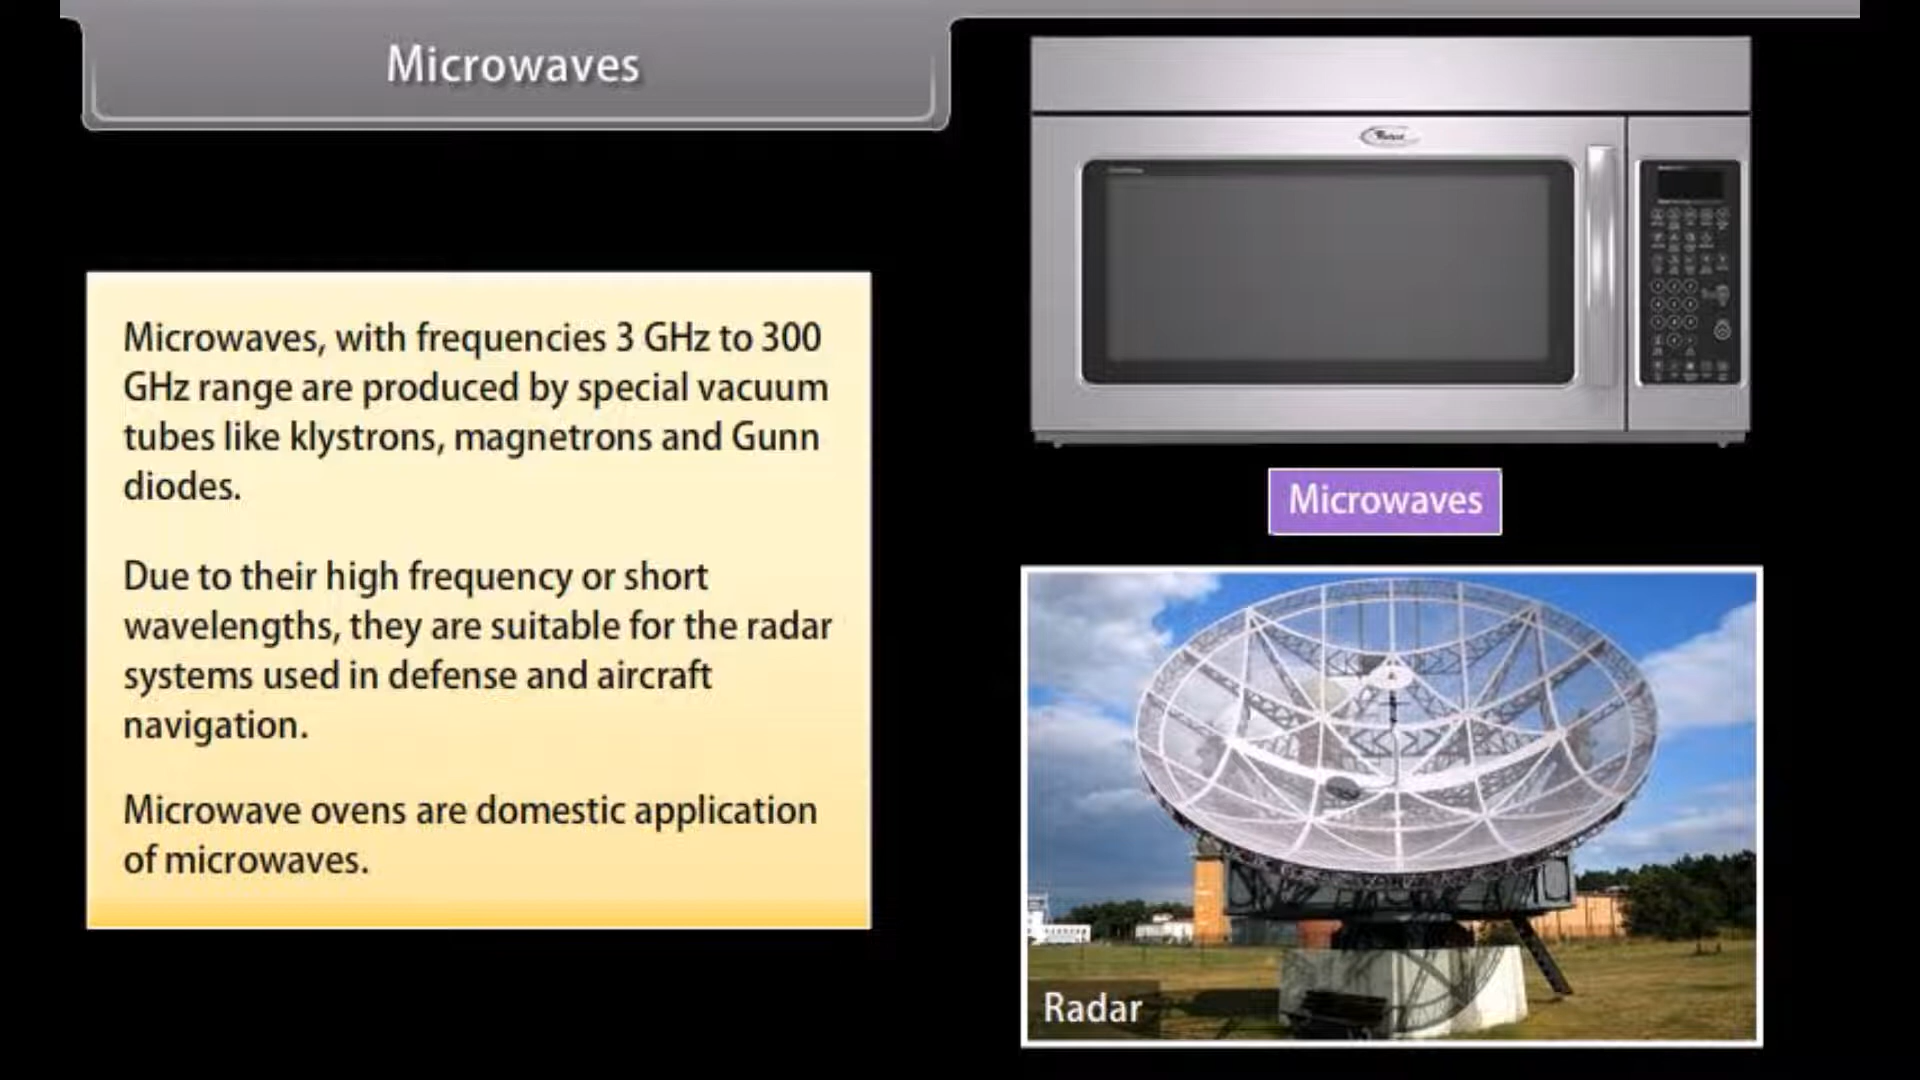 Microwaves
Microwaves, with frequencies 3 GHz to 300
GHz range are produced by special vacuum
tubes like klystrons, magnetrons and Gunn
diodes.
Due to their high frequency or short
wavelengths, they are suitable for the radar
systems used in defense and aircraft
navigation.
Microwave ovens are domestic application
of microwaves.
Microwaves
Radar